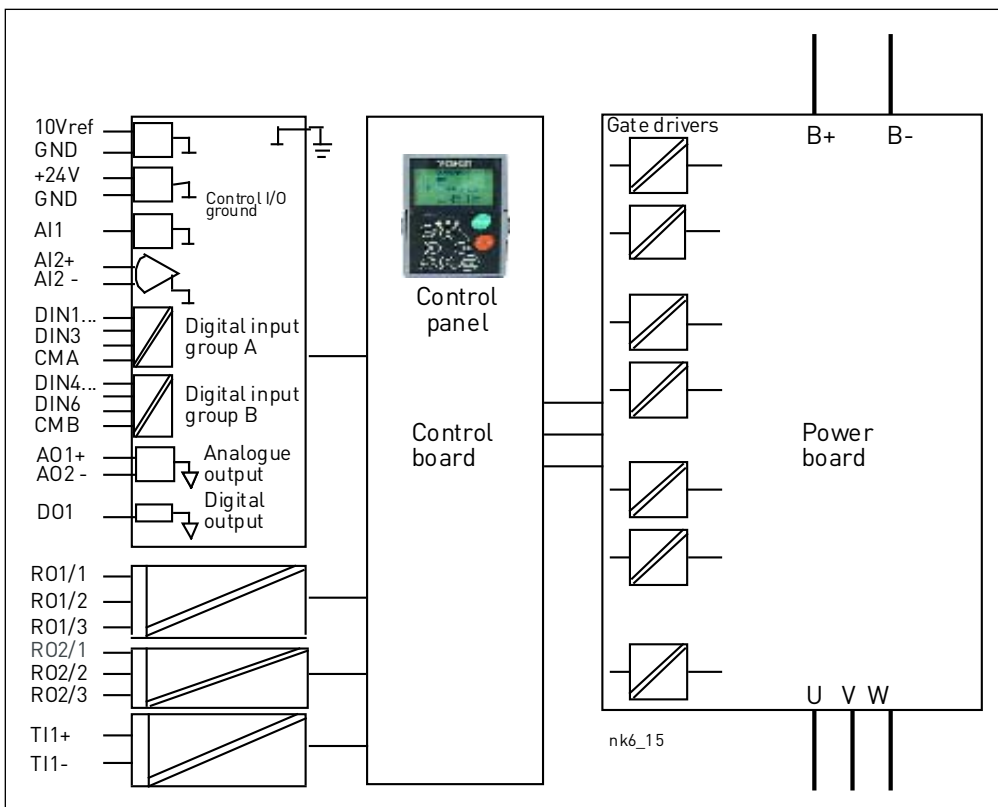 10Vref
GND
+24V
GND
Control I/O
ground
AI1
AI2+
AI2 -
DIN1...
DIN3
CMA
Digital input
group A
DIN4...
DIN6
CMB
Digital input
group B
AO1+
AO2 -
Analogue
output
DO1
Digital
output
RO1/1
RO1/2
RO1/3
RO2/1
RO2/2
RO2/3
TI1+
TI1-
Control
panel
Control
board
Gate drivers
B+ B-
Power
board
U V W
nk6_15